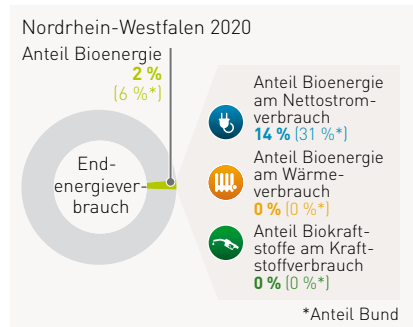 Nordrhein-Westfalen 2020
Anteil Bioenergie
2 %
(6 %*)
End-
energiever-
brauch
Anteil Bioenergie
am Nettostrom-
verbrauch
14 % (31 %*)
Anteil Bioenergie
am Wärme-
verbrauch
0 % (0 %*)
Anteil Biokraft-
stoffe am Kraft-
stoffverbrauch
0 % (0 %*)
*Anteil Bund